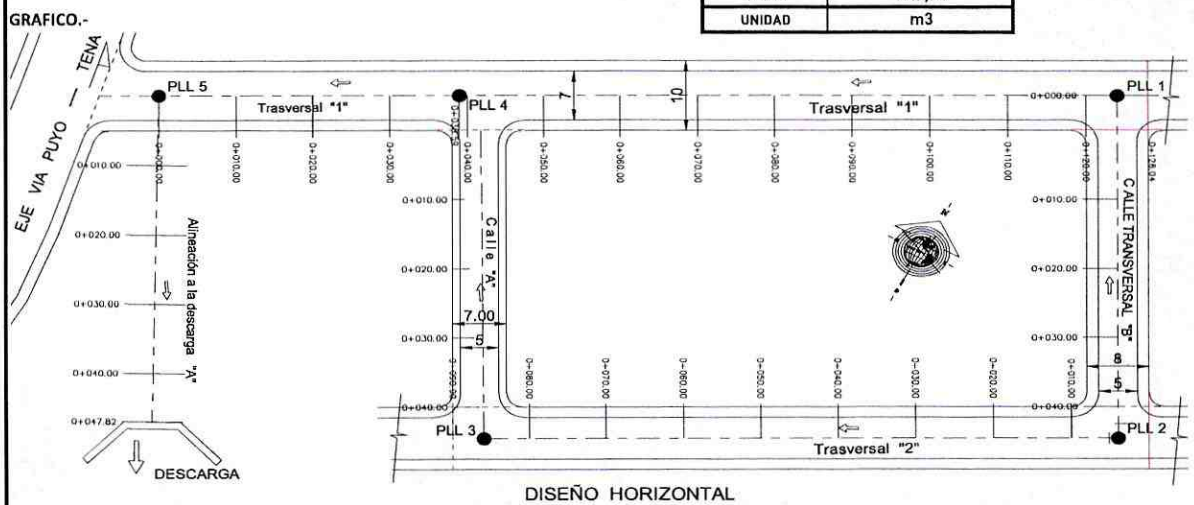 UNIDAD m3
GRAFICO.-
EJE VIA PUYO — TENA
PLL 5
PLL 4
PLL 1
Trasversal "1"
Trasversal "1"
7
10
0+000.00
0+000.00
0+010.00
0+020.00
0+030.00
0+040.00
0+050.00
0+060.00
0+070.00
0+080.00
0+090.00
0+100.00
0+110.00
0+120.00
0+128.04
0+010.00
0+020.00
0+030.00
0+040.00
0+047.82
Alineación a la descarga "A"
0+010.00
0+020.00
0+030.00
0+040.00
Calle "A"
7.00
5
N
0+010.00
0+020.00
0+030.00
0+040.00
CALLE TRANSVERSAL "B"
8
5
0+090.00
0+080.00
0+070.00
0+060.00
0+050.00
0+040.00
0+030.00
0+020.00
0+010.00
PLL 3
PLL 2
Trasversal "2"
DESCARGA
DISEÑO HORIZONTAL